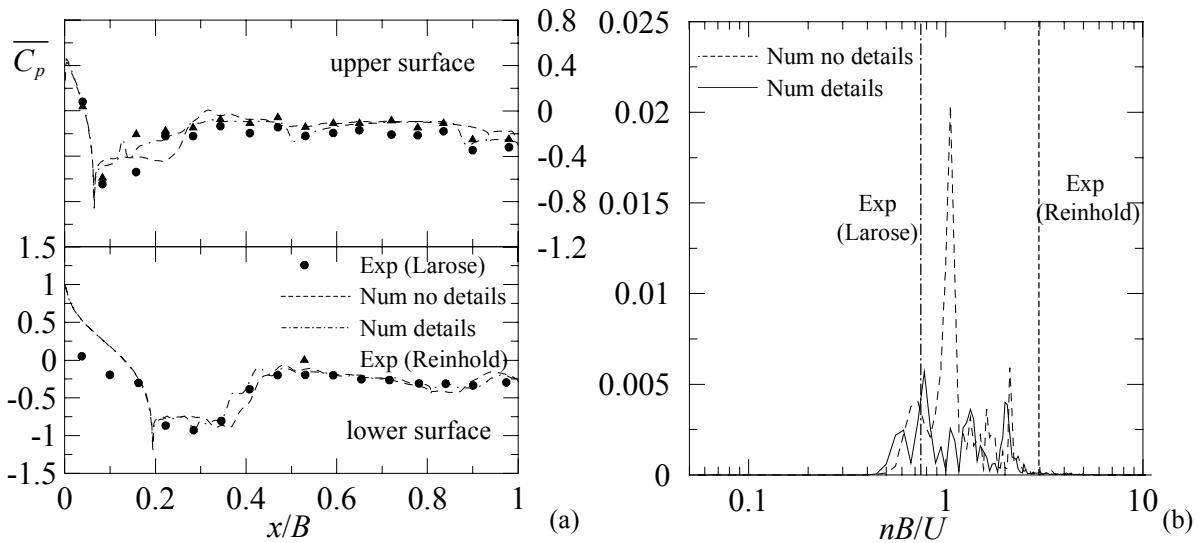 0.8
0.4
0
-0.4
-0.8
-1.2
Cp
upper surface
1.5
1
0.5
0
-0.5
-1
-1.5
Exp (Larose)
Num no details
Num details
Exp (Reinhold)
lower surface
0 0.2 0.4 0.6 0.8 1
x/B
(a)
0.025
0.02
0.015
0.01
0.005
0
Num no details
Num details
Exp
(Larose)
Exp
(Reinhold)
0.1 1 10
nB/U
(b)